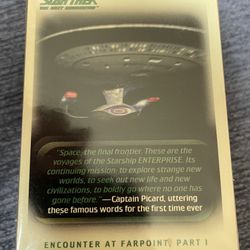 STAR TREK
THE NEXT GENERATION
"Space, the final frontier. These are the
voyages of the Starship ENTERPRISE. Its
continuing mission: to explore strange new
worlds, to seek out new life and new
civilizations, to boldly go where no one has
gone before."—Captain Picard, uttering
these famous words for the first time ever
ENCOUNTER AT FARPOINT, PART I